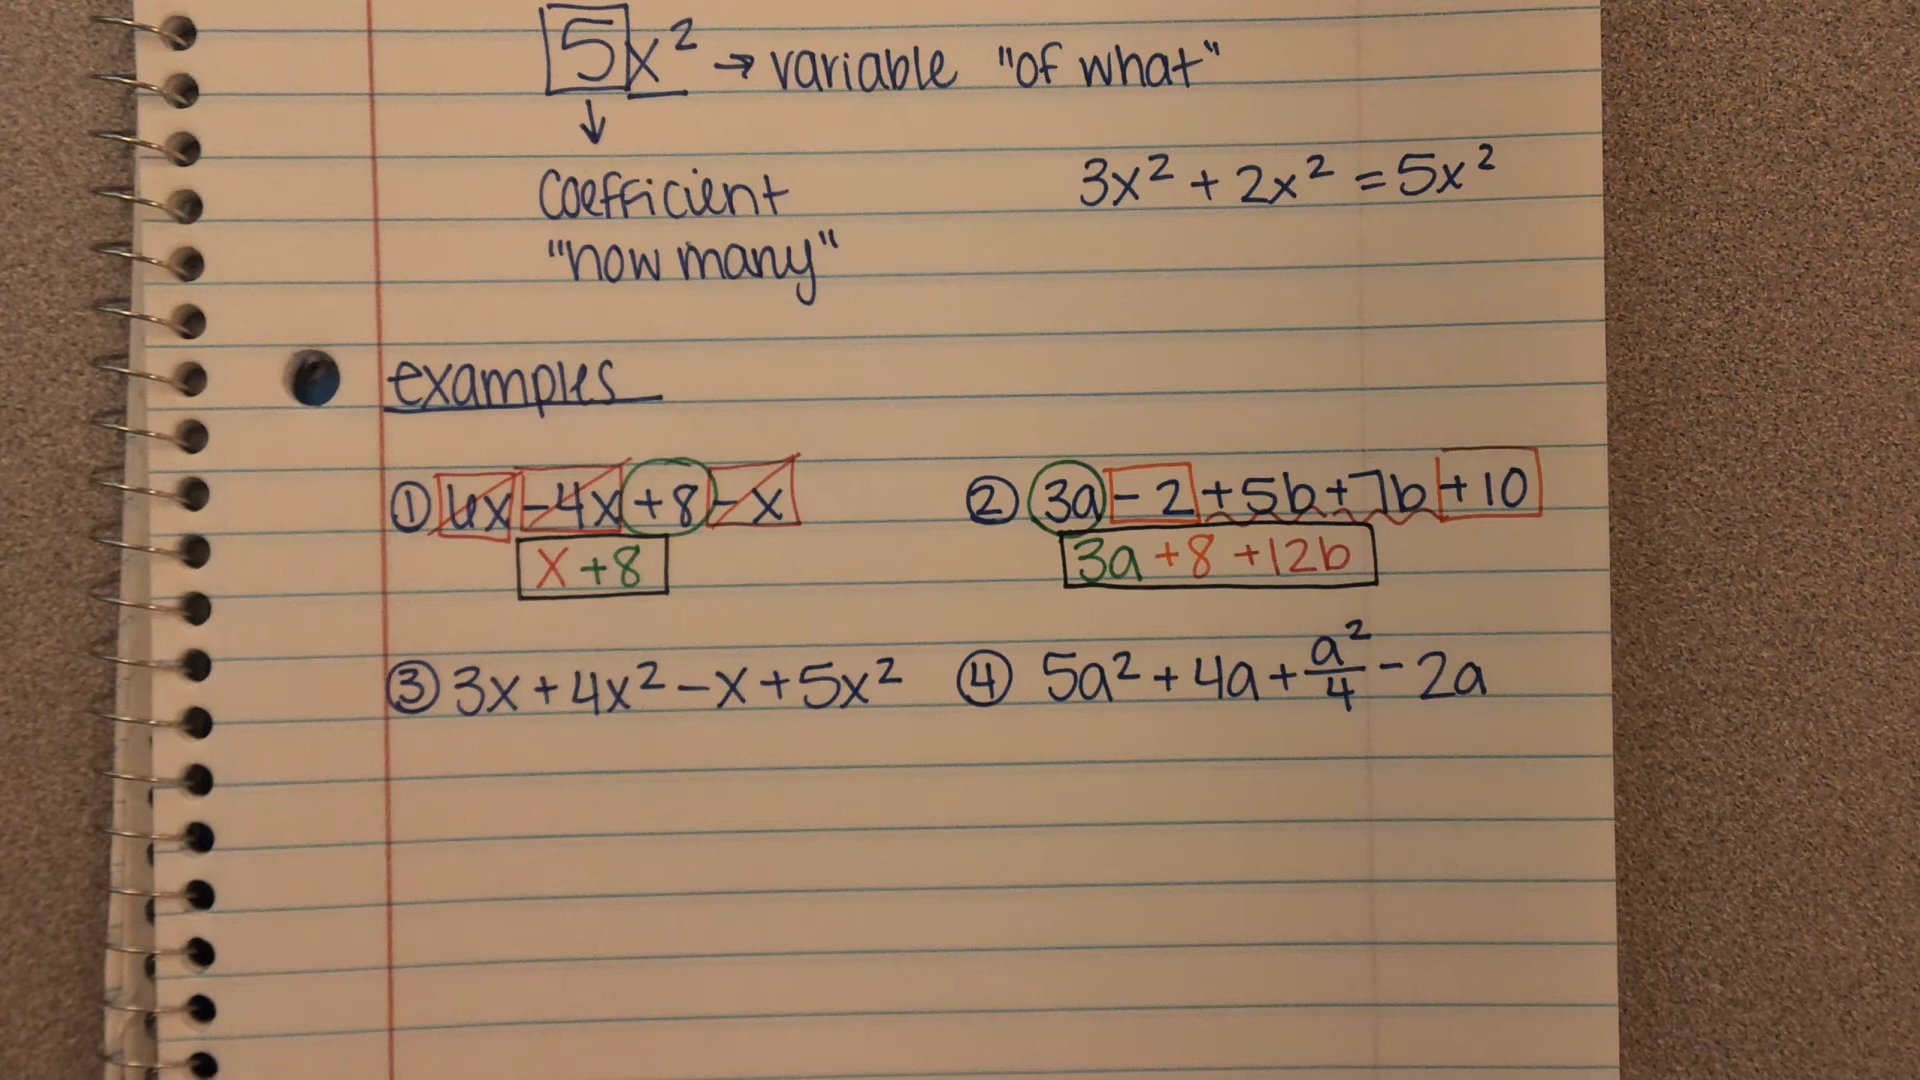 5x² → variable "of what"
↓
coefficient
"how many"
3x² + 2x² = 5x²
examples
① 6x - 4x + 8 - x
x + 8
② 3a - 2 + 5b + 7b + 10
3a + 8 + 12b
③ 3x + 4x² - x + 5x²
④ 5a² + 4a + a²/4 - 2a